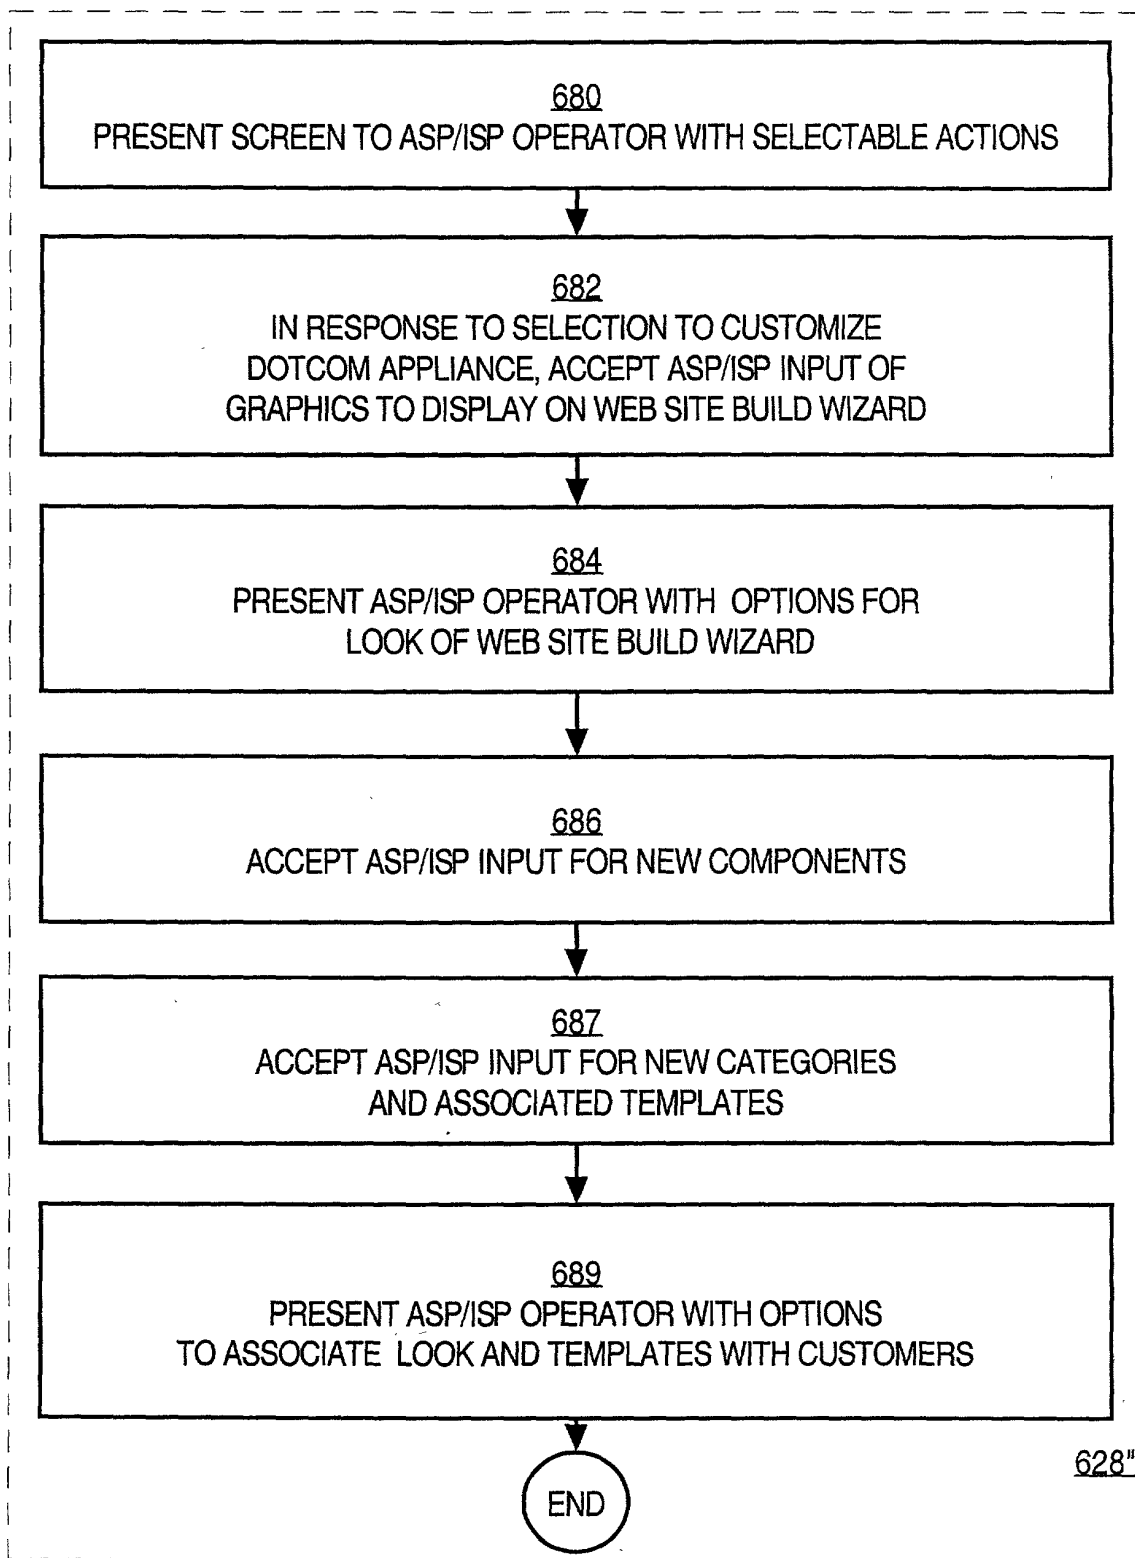 680
PRESENT SCREEN TO ASP/ISP OPERATOR WITH SELECTABLE ACTIONS
682
IN RESPONSE TO SELECTION TO CUSTOMIZE
DOTCOM APPLIANCE, ACCEPT ASP/ISP INPUT OF
GRAPHICS TO DISPLAY ON WEB SITE BUILD WIZARD
684
PRESENT ASP/ISP OPERATOR WITH OPTIONS FOR
LOOK OF WEB SITE BUILD WIZARD
686
ACCEPT ASP/ISP INPUT FOR NEW COMPONENTS
687
ACCEPT ASP/ISP INPUT FOR NEW CATEGORIES
AND ASSOCIATED TEMPLATES
689
PRESENT ASP/ISP OPERATOR WITH OPTIONS
TO ASSOCIATE LOOK AND TEMPLATES WITH CUSTOMERS
628"
END